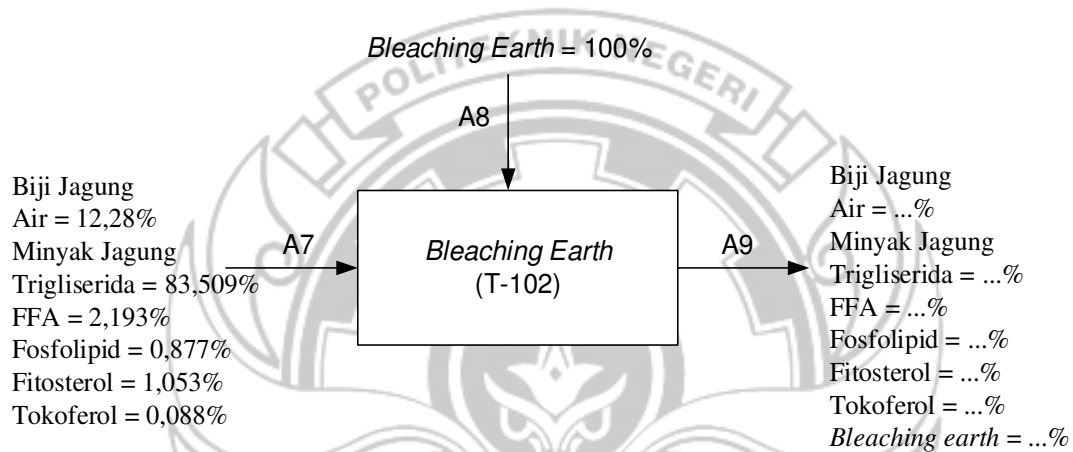 POLITEKNIK NEGERI
Bleaching Earth = 100%
A8
Biji Jagung
Air = 12,28%
Minyak Jagung
Trigliserida = 83,509%
FFA = 2,193%
Fosfolipid = 0,877%
Fitosterol = 1,053%
Tokoferol = 0,088%
A7
Bleaching Earth
(T-102)
A9
Biji Jagung
Air = ...%
Minyak Jagung
Trigliserida = ...%
FFA = ...%
Fosfolipid = ...%
Fitosterol = ...%
Tokoferol = ...%
Bleaching earth = ...%